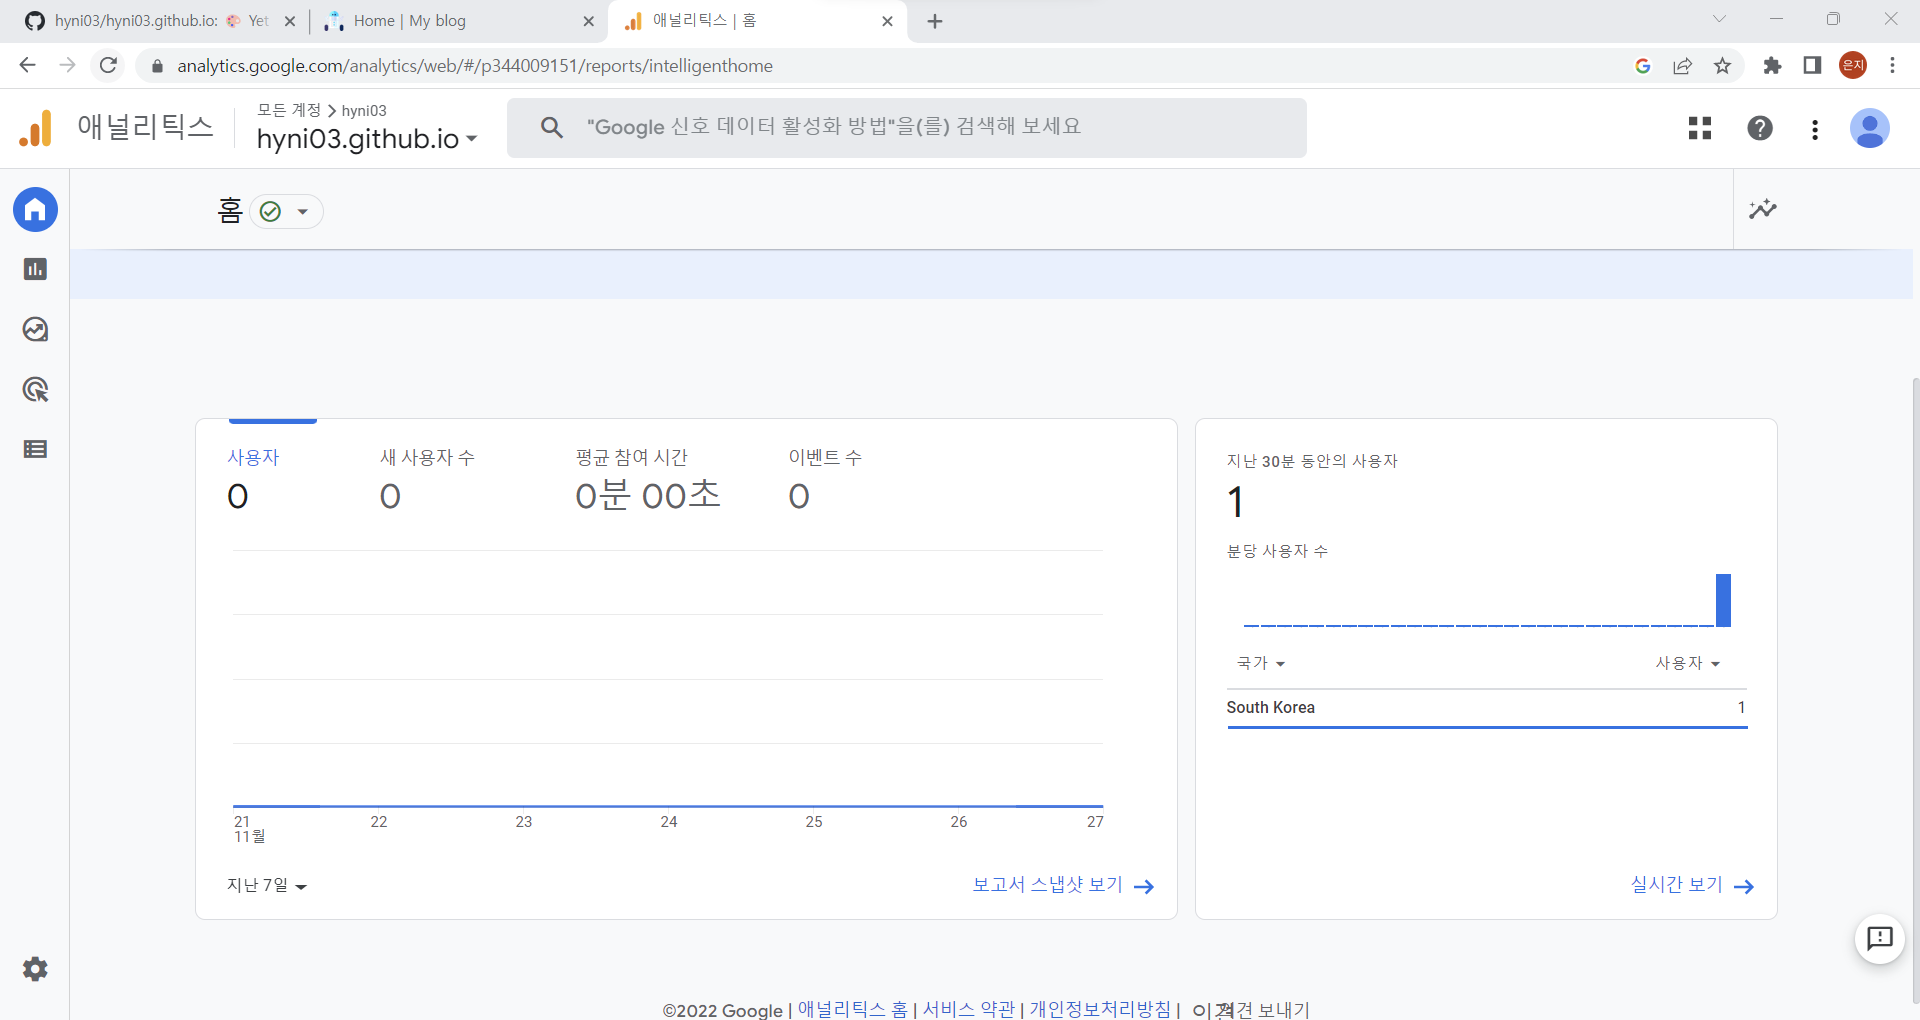 hyni03/hyni03.github.io: 🎨 Yet
Home | My blog
애널리틱스 | 홈
analytics.google.com/analytics/web/#/p344009151/reports/intelligenthome
은지
애널리틱스
모든 계정 > hyni03
hyni03.github.io
"Google 신호 데이터 활성화 방법"을(를) 검색해 보세요
홈
사용자
0
새 사용자 수
0
평균 참여 시간
0분 00초
이벤트 수
0
21
11월
22
23
24
25
26
27
지난 7일
보고서 스냅샷 보기
지난 30분 동안의 사용자
1
분당 사용자 수
국가
사용자
South Korea
1
실시간 보기
©2022 Google | 애널리틱스 홈 | 서비스 약관 | 개인정보처리방침 | 보내기